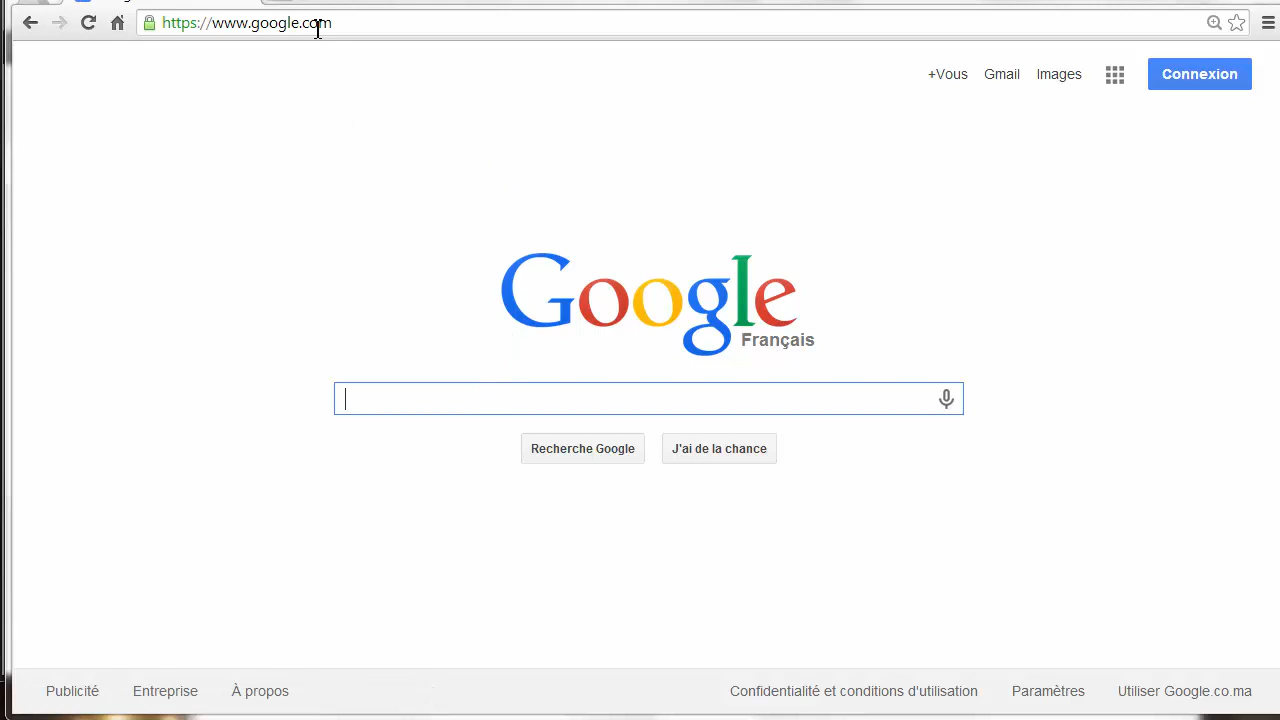 https://www.google.com
+Vous Gmail Images Connexion
Google
Français
Recherche Google J'ai de la chance
Publicité Entreprise À propos Confidentialité et conditions d'utilisation Paramètres Utiliser Google.co.ma